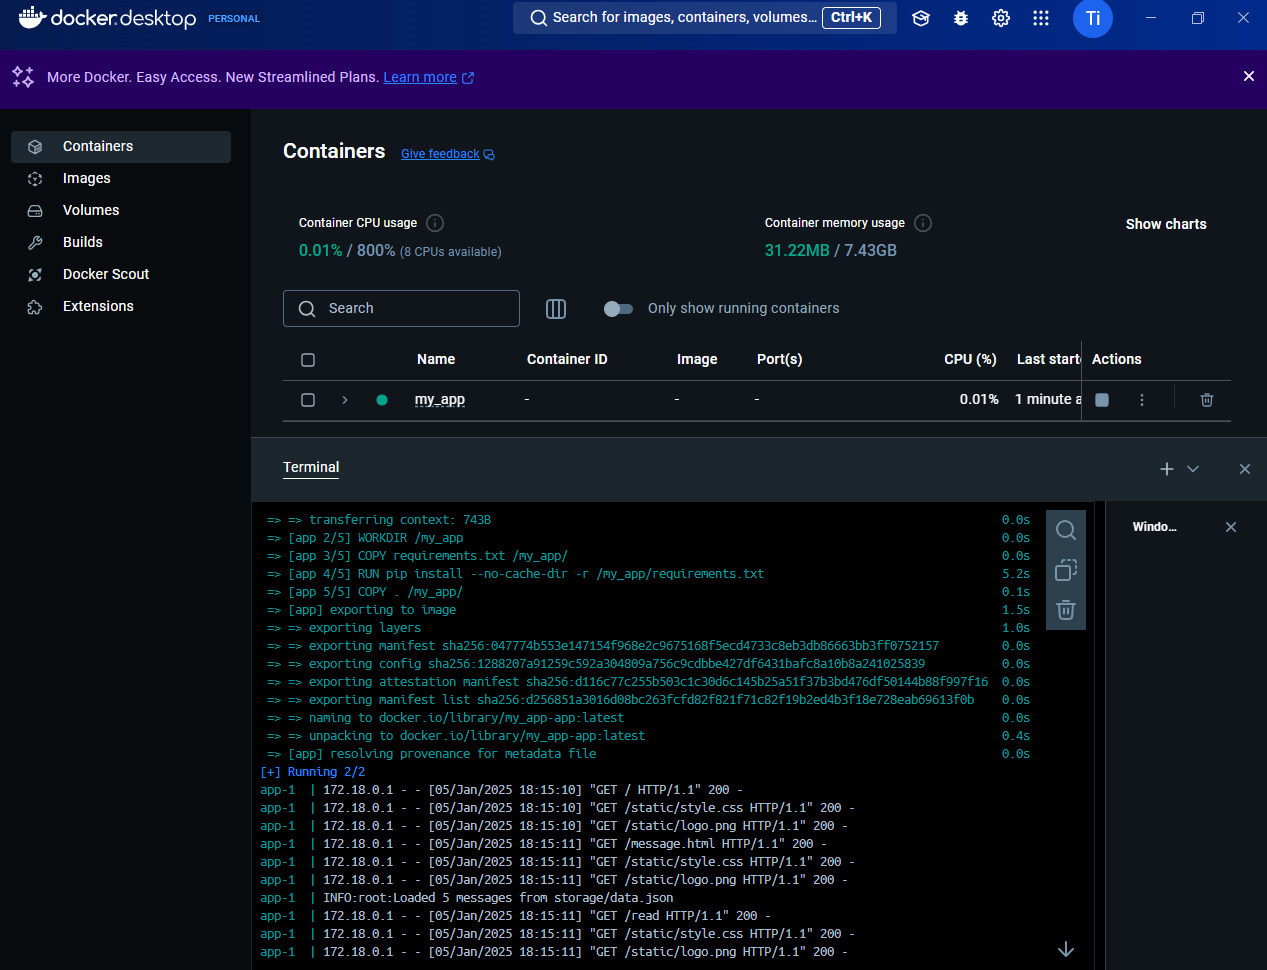 docker.desktop PERSONAL
Search for images, containers, volumes... Ctrl+K
Ti
More Docker. Easy Access. New Streamlined Plans. Learn more
Containers
Images
Volumes
Builds
Docker Scout
Extensions
Containers Give feedback
Container CPU usage
0.01% / 800% (8 CPUs available)
Container memory usage
31.22MB / 7.43GB
Show charts
Search
Only show running containers
Name Container ID Image Port(s) CPU (%) Last starte Actions
my_app - - - 0.01% 1 minute a
Terminal
Windo...
=> => transferring context: 743B 0.0s
=> [app 2/5] WORKDIR /my_app 0.0s
=> [app 3/5] COPY requirements.txt /my_app/ 0.0s
=> [app 4/5] RUN pip install --no-cache-dir -r /my_app/requirements.txt 5.2s
=> [app 5/5] COPY . /my_app/ 0.1s
=> [app] exporting to image 1.5s
=> => exporting layers 1.0s
=> => exporting manifest sha256:047774b553e147154f968e2c9675168f5ecd4733c8eb3db86663bb3ff0752157 0.0s
=> => exporting config sha256:1288207a91259c592a304809a756c9cdbbe427df6431bafc8a10b8a241025839 0.0s
=> => exporting attestation manifest sha256:d116c77c255b503c1c30d6c145b25a51f37b3bd476df50144b88f997f16 0.0s
=> => exporting manifest list sha256:d256851a3016d08bc263fcfd82f821f71c82f19b2ed4b3f18e728eab69613f0b 0.0s
=> => naming to docker.io/library/my_app-app:latest 0.0s
=> => unpacking to docker.io/library/my_app-app:latest 0.4s
=> [app] resolving provenance for metadata file 0.0s
[+] Running 2/2
app-1 | 172.18.0.1 - - [05/Jan/2025 18:15:10] "GET / HTTP/1.1" 200 -
app-1 | 172.18.0.1 - - [05/Jan/2025 18:15:10] "GET /static/style.css HTTP/1.1" 200 -
app-1 | 172.18.0.1 - - [05/Jan/2025 18:15:10] "GET /static/logo.png HTTP/1.1" 200 -
app-1 | 172.18.0.1 - - [05/Jan/2025 18:15:11] "GET /message.html HTTP/1.1" 200 -
app-1 | 172.18.0.1 - - [05/Jan/2025 18:15:11] "GET /static/style.css HTTP/1.1" 200 -
app-1 | 172.18.0.1 - - [05/Jan/2025 18:15:11] "GET /static/logo.png HTTP/1.1" 200 -
app-1 | INFO:root:Loaded 5 messages from storage/data.json
app-1 | 172.18.0.1 - - [05/Jan/2025 18:15:11] "GET /read HTTP/1.1" 200 -
app-1 | 172.18.0.1 - - [05/Jan/2025 18:15:11] "GET /static/style.css HTTP/1.1" 200 -
app-1 | 172.18.0.1 - - [05/Jan/2025 18:15:11] "GET /static/logo.png HTTP/1.1" 200 -